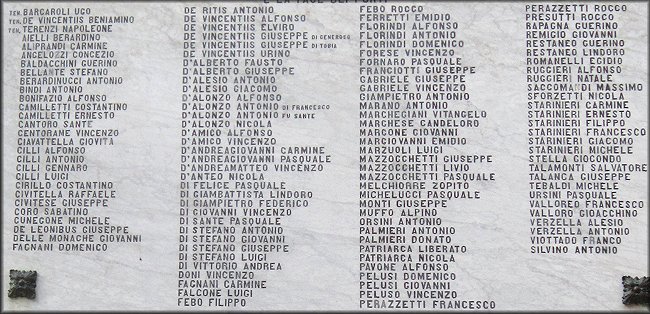 TEN. BARGAROLI UGO
TEN. DE VINCENTIIS BENIAMINO
TEN. TERENZI NAPOLEONE
AIELLI BERARDINO
ALIPRANDI CARMINE
ANGELOZZI CONCEZIO
BALDACCHINI GUERINO
BELLANTE STEFANO
BERARDINUCCI ANTONIO
BINDI ANTONIO
BONIFAZIO ALFONSO
CAMILLETTI COSTANTINO
CAMILLETTI ERNESTO
CANTORO SANTE
CENTORAME VINCENZO
CIAVATTELLA GIOVITA
CILLI ALFONSO
CILLI ANTONIO
CILLI GENNARO
CILLI LUIGI
CIRILLO COSTANTINO
CIVITELLA RAFFAELE
CIVITESE GIUSEPPE
CORO SABATINO
CUNEGONE MICHELE
DE LEONIBUS GIUSEPPE
DELLE MONACHE GIOVANNI
FAGNANI DOMENICO
DE RITIS ANTONIO
DE VINCENTIIS ALFONSO
DE VINCENTIIS ELVIRO
DE VINCENTIIS GIUSEPPE DI GENEROSO
DE VINCENTIIS GIUSEPPE DI TOBIA
DE VINCENTIIS URINO
D'ALBERTO FAUSTO
D'ALBERTO GIUSEPPE
D'ALESIO ANTONIO
D'ALESIO GIACOMO
D'ALONZO ALFONSO
D'ALONZO ANTONIO DI FRANCESCO
D'ALONZO ANTONIO FU SANTE
D'ALONZO NICOLA
D'AMICO ALFONSO
D'AMICO VINCENZO
D'ANDREAGIOVANNI CARMINE
D'ANDREAGIOVANNI PASQUALE
D'ANDREAMATTEO VINCENZO
D'ANTEO NICOLA
DI FELICE PASQUALE
DI GIAMBATTISTA LINDORO
DI GIAMPIETRO FEDERICO
DI GIOVANNI VINCENZO
DI SANTE PASQUALE
DI STEFANO ANTONIO
DI STEFANO GIOVANNI
DI STEFANO GIUSEPPE
DI STEFANO LUIGI
DI VITTORIO ANDREA
DONI VINCENZO
FAGNANI CARMINE
FALCONE LUIGI
FEBO FILIPPO
FEBO ROCCO
FERRETTI EMIDIO
FLORINDI ALFONSO
FLORINDI ANTONIO
FLORINDI DOMENICO
FORESE VINCENZO
FORNARO PASQUALE
FRANCIOTTI GIUSEPPE
GABRIELE GIUSEPPE
GABRIELE VINCENZO
GIAMPIETRO ANTONIO
MARANO ANTONIO
MARCHEGIANI VITANGELO
MARCHESE CANDELORO
MARCONE GIOVANNI
MARGIOVANNI EMIDIO
MARZUOLI LUIGI
MAZZOCCHETTI GIUSEPPE
MAZZOCCHETTI LIVIO
MAZZOCCHETTI PASQUALE
MELCHIORRE ZOPITO
MICHELUCCI PASQUALE
MONTI GIUSEPPE
MUFFO ALPINO
ORSINI ANTONIO
PALMIERI ANTONIO
PALMIERI DONATO
PATRIARCA LIBERATO
PATRIARCA NICOLA
PAVONE ALFONSO
PELUSI DOMENICO
PELUSI GIOVANNI
PELUSO VINCENZO
PERAZZETTI FRANCESCO
PERAZZETTI ROCCO
PRESUTTI ROCCO
RAPAGNA GUERINO
REMIGIO GIOVANNI
RESTANEO GUERINO
RESTANEO LINDORO
ROMANELLI EGIDIO
RUGGIERI ALFONSO
RUGGIERI NATALE
SACCOMANDI MASSIMO
SFORZETTI NICOLA
STARINIERI CARMINE
STARINIERI ERNESTO
STARINIERI FILIPPO
STARINIERI FRANCESCO
STARINIERI GIACOMO
STARINIERI MICHELE
STELLA GIOCONDO
TALAMONTI SALVATORE
TALANCA GIUSEPPE
TEBALDI MICHELE
URSINI PASQUALE
VALLOREO FRANCESCO
VALLORO GIOACCHINO
VERZELLA ALESIO
VERZELLA ANTONIO
VIOTTADO FRANCO
SILVINO ANTONIO